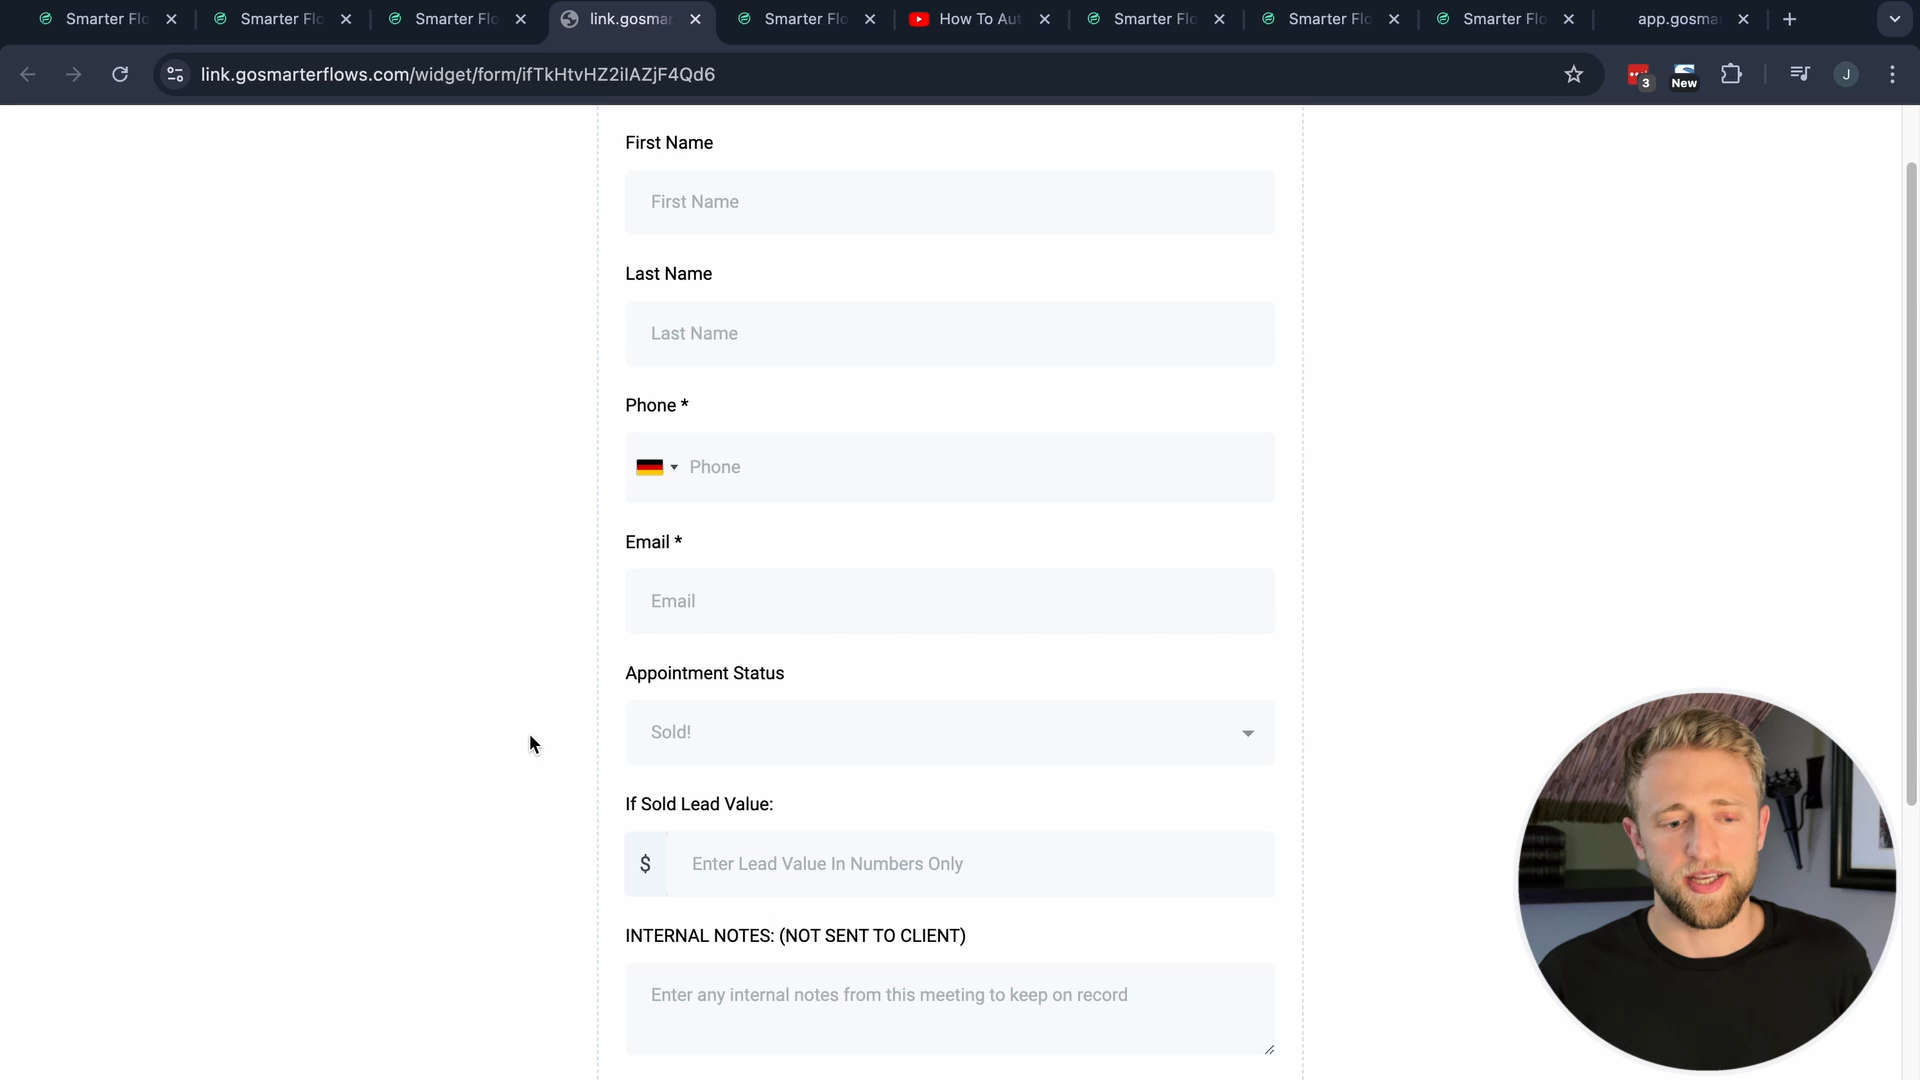 Smarter Flo
Smarter Flo
Smarter Flo
link.gosmar
Smarter Flo
How To Aut
Smarter Flo
Smarter Flo
Smarter Flo
app.gosma
link.gosmarterflows.com/widget/form/ifTkHtvHZ2iIAZjF4Qd6
3
New
J
First Name
First Name
Last Name
Last Name
Phone *
Phone
Email *
Email
Appointment Status
Sold!
If Sold Lead Value:
$ Enter Lead Value In Numbers Only
INTERNAL NOTES: (NOT SENT TO CLIENT)
Enter any internal notes from this meeting to keep on record